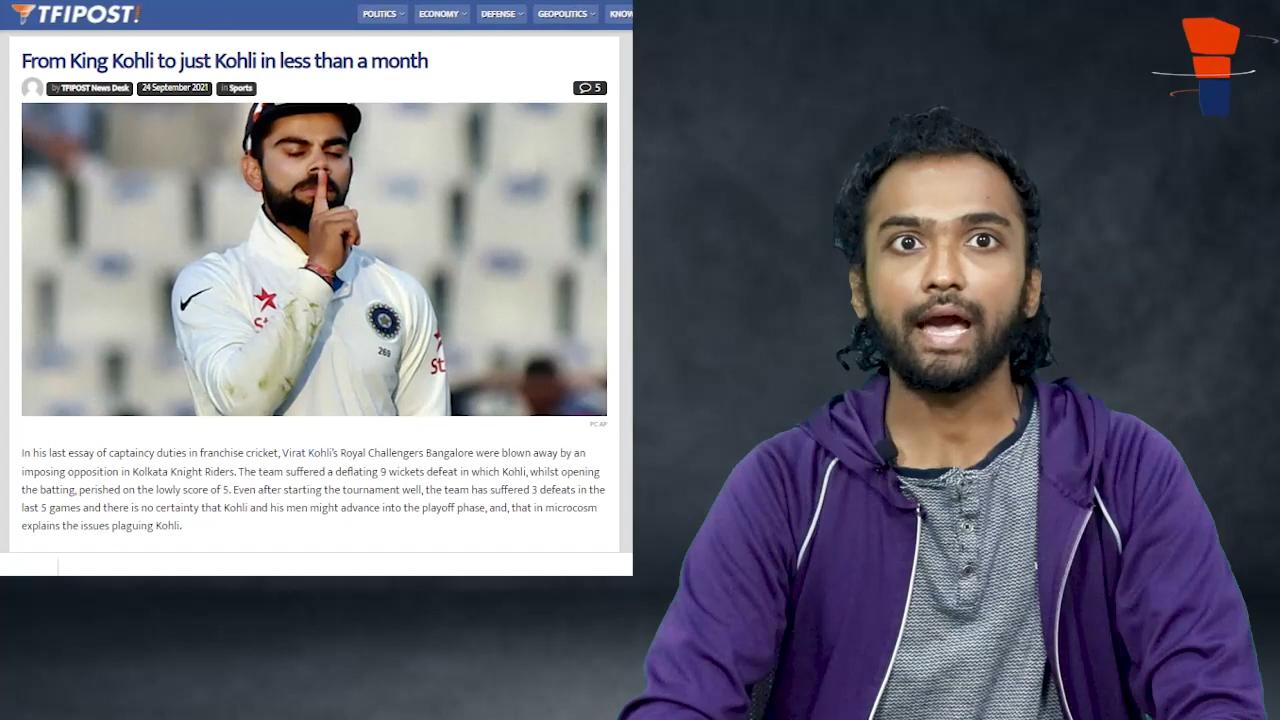 TFIPOST!
POLITICS ECONOMY DEFENSE GEOPOLITICS KNOW
From King Kohli to just Kohli in less than a month
by TFIPOST News Desk 24 September 2021 in Sports 5
269
PC AP
In his last essay of captaincy duties in franchise cricket, Virat Kohli's Royal Challengers Bangalore were blown away by an
imposing opposition in Kolkata Knight Riders. The team suffered a deflating 9 wickets defeat in which Kohli, whilst opening
the batting, perished on the lowly score of 5. Even after starting the tournament well, the team has suffered 3 defeats in the
last 5 games and there is no certainty that Kohli and his men might advance into the playoff phase, and, that in microcosm
explains the issues plaguing Kohli.